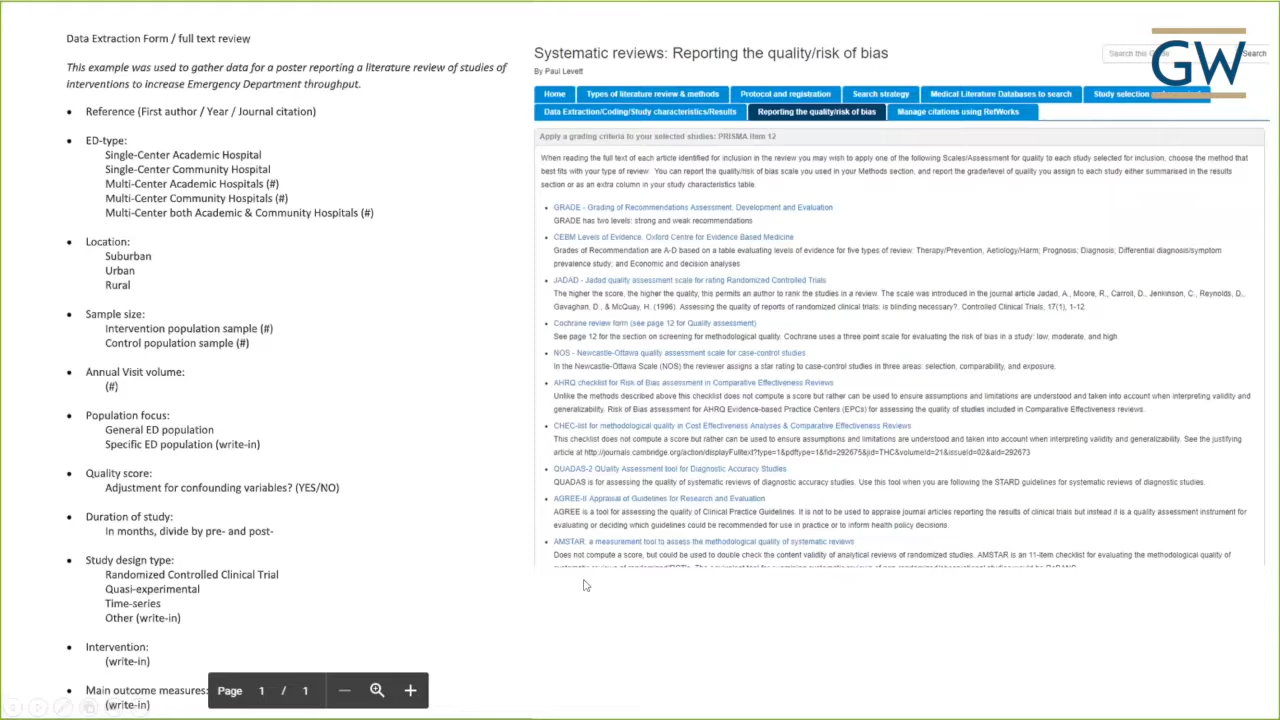 Data Extraction Form / full text review
This example was used to gather data for a poster reporting a literature review of studies of
interventions to increase Emergency Department throughput.
• Reference (First author / Year / Journal citation)
• ED-type:
Single-Center Academic Hospital
Single-Center Community Hospital
Multi-Center Academic Hospitals (#)
Multi-Center Community Hospitals (#)
Multi-Center both Academic & Community Hospitals (#)
• Location:
Suburban
Urban
Rural
• Sample size:
Intervention population sample (#)
Control population sample (#)
• Annual Visit volume:
(#)
• Population focus:
General ED population
Specific ED population (write-in)
• Quality score:
Adjustment for confounding variables? (YES/NO)
• Duration of study:
In months, divide by pre- and post-
• Study design type:
Randomized Controlled Clinical Trial
Quasi-experimental
Time-series
Other (write-in)
• Intervention:
(write-in)
• Main outcome measures:
(write-in)
Page 1 / 1
Systematic reviews: Reporting the quality/risk of bias
By Paul Levett
Search this
Search
GW
Home Types of literature review & methods Protocol and registration Search strategy Medical Literature Databases to search Study selection
Data Extraction/Coding/Study characteristics/Results Reporting the quality/risk of bias Manage citations using RefWorks
Apply a grading criteria to your selected studies: PRISMA item 12
When reading the full text of each article identified for inclusion in the review you may wish to apply one of the following Scales/Assessment for quality to each study selected for inclusion, choose the method that
best fits with your type of review. You can report the quality/risk of bias scale you used in your Methods section, and report the grade/level of quality you assign to each study either summarised in the results
section or as an extra column in your study characteristics table.
• GRADE - Grading of Recommendations Assessment, Development and Evaluation
GRADE has two levels: strong and weak recommendations
• CEBM Levels of Evidence. Oxford Centre for Evidence Based Medicine
Grades of Recommendation are A-D based on a table evaluating levels of evidence for five types of review: Therapy/Prevention, Aetiology/Harm; Prognosis; Diagnosis; Differential diagnosis/symptom
prevalence study; and Economic and decision analyses
• JADAD - Jadad quality assessment scale for rating Randomized Controlled Trials
The higher the score, the higher the quality, this permits an author to rank the studies in a review. The scale was introduced in the journal article Jadad, A., Moore, R., Carroll, D., Jenkinson, C., Reynolds, D.,
Gavaghan, D., & McQuay, H. (1996). Assessing the quality of reports of randomized clinical trials: is blinding necessary?. Controlled Clinical Trials, 17(1), 1-12.
• Cochrane review form (see page 12 for Quality assessment)
See page 12 for the section on screening for methodological quality. Cochrane uses a three point scale for evaluating the risk of bias in a study: low, moderate, and high
• NOS - Newcastle-Ottawa quality assessment scale for case-control studies
In the Newcastle-Ottawa Scale (NOS) the reviewer assigns a star rating to case-control studies in three areas: selection, comparability, and exposure.
• AHRQ checklist for Risk of Bias assessment in Comparative Effectiveness Reviews
Unlike the methods described above this checklist does not compute a score but rather can be used to ensure assumptions and limitations are understood and taken into account when interpreting validity and
generalizability. Risk of Bias assessment for AHRQ Evidence-based Practice Centers (EPCs) for assessing the quality of studies included in Comparative Effectiveness reviews.
• CHEC-list for methodological quality in Cost Effectiveness Analyses & Comparative Effectiveness Reviews
This checklist does not compute a score but rather can be used to ensure assumptions and limitations are understood and taken into account when interpreting validity and generalizability. See the justifying
article at http://journals.cambridge.org/action/displayFulltext?type=1&pdftype=1&fid=292675&jid=THC&volumeId=21&issueId=02&aid=292673
• QUADAS-2 QUality Assessment tool for Diagnostic Accuracy Studies
QUADAS is for assessing the quality of systematic reviews of diagnostic accuracy studies. Use this tool when you are following the STARD guidelines for systematic reviews of diagnostic studies.
• AGREE-II Appraisal of Guidelines for Research and Evaluation
AGREE is a tool for assessing the quality of Clinical Practice Guidelines. It is not to be used to appraise journal articles reporting the results of clinical trials but instead it is a quality assessment instrument for
evaluating or deciding which guidelines could be recommended for use in practice or to inform health policy decisions.
• AMSTAR: a measurement tool to assess the methodological quality of systematic reviews
Does not compute a score, but could be used to double check the content validity of analytical reviews of randomized studies. AMSTAR is an 11-item checklist for evaluating the methodological quality of